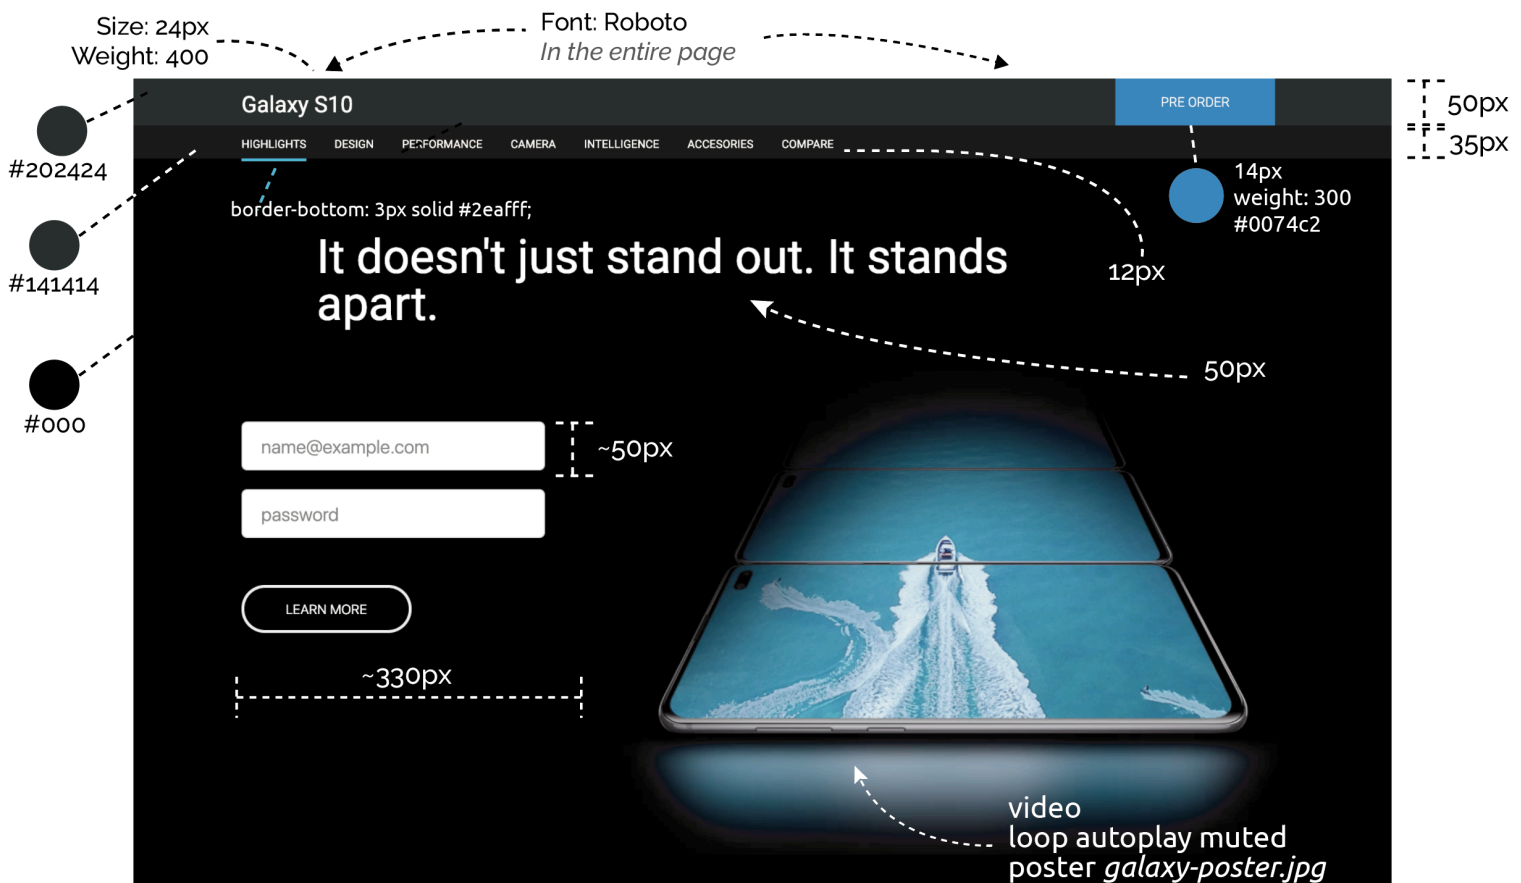 Size: 24px
Weight: 400
Font: Roboto
In the entire page
Galaxy S10
PRE ORDER
50px
35px
HIGHLIGHTS DESIGN PERFORMANCE CAMERA INTELLIGENCE ACCESORIES COMPARE
#202424
14px
weight: 300
#0074c2
border-bottom: 3px solid #2eafff;
It doesn't just stand out. It stands
apart.
12px
#141414
50px
#000
name@example.com
~50px
password
LEARN MORE
~330px
video
loop autoplay muted
poster galaxy-poster.jpg